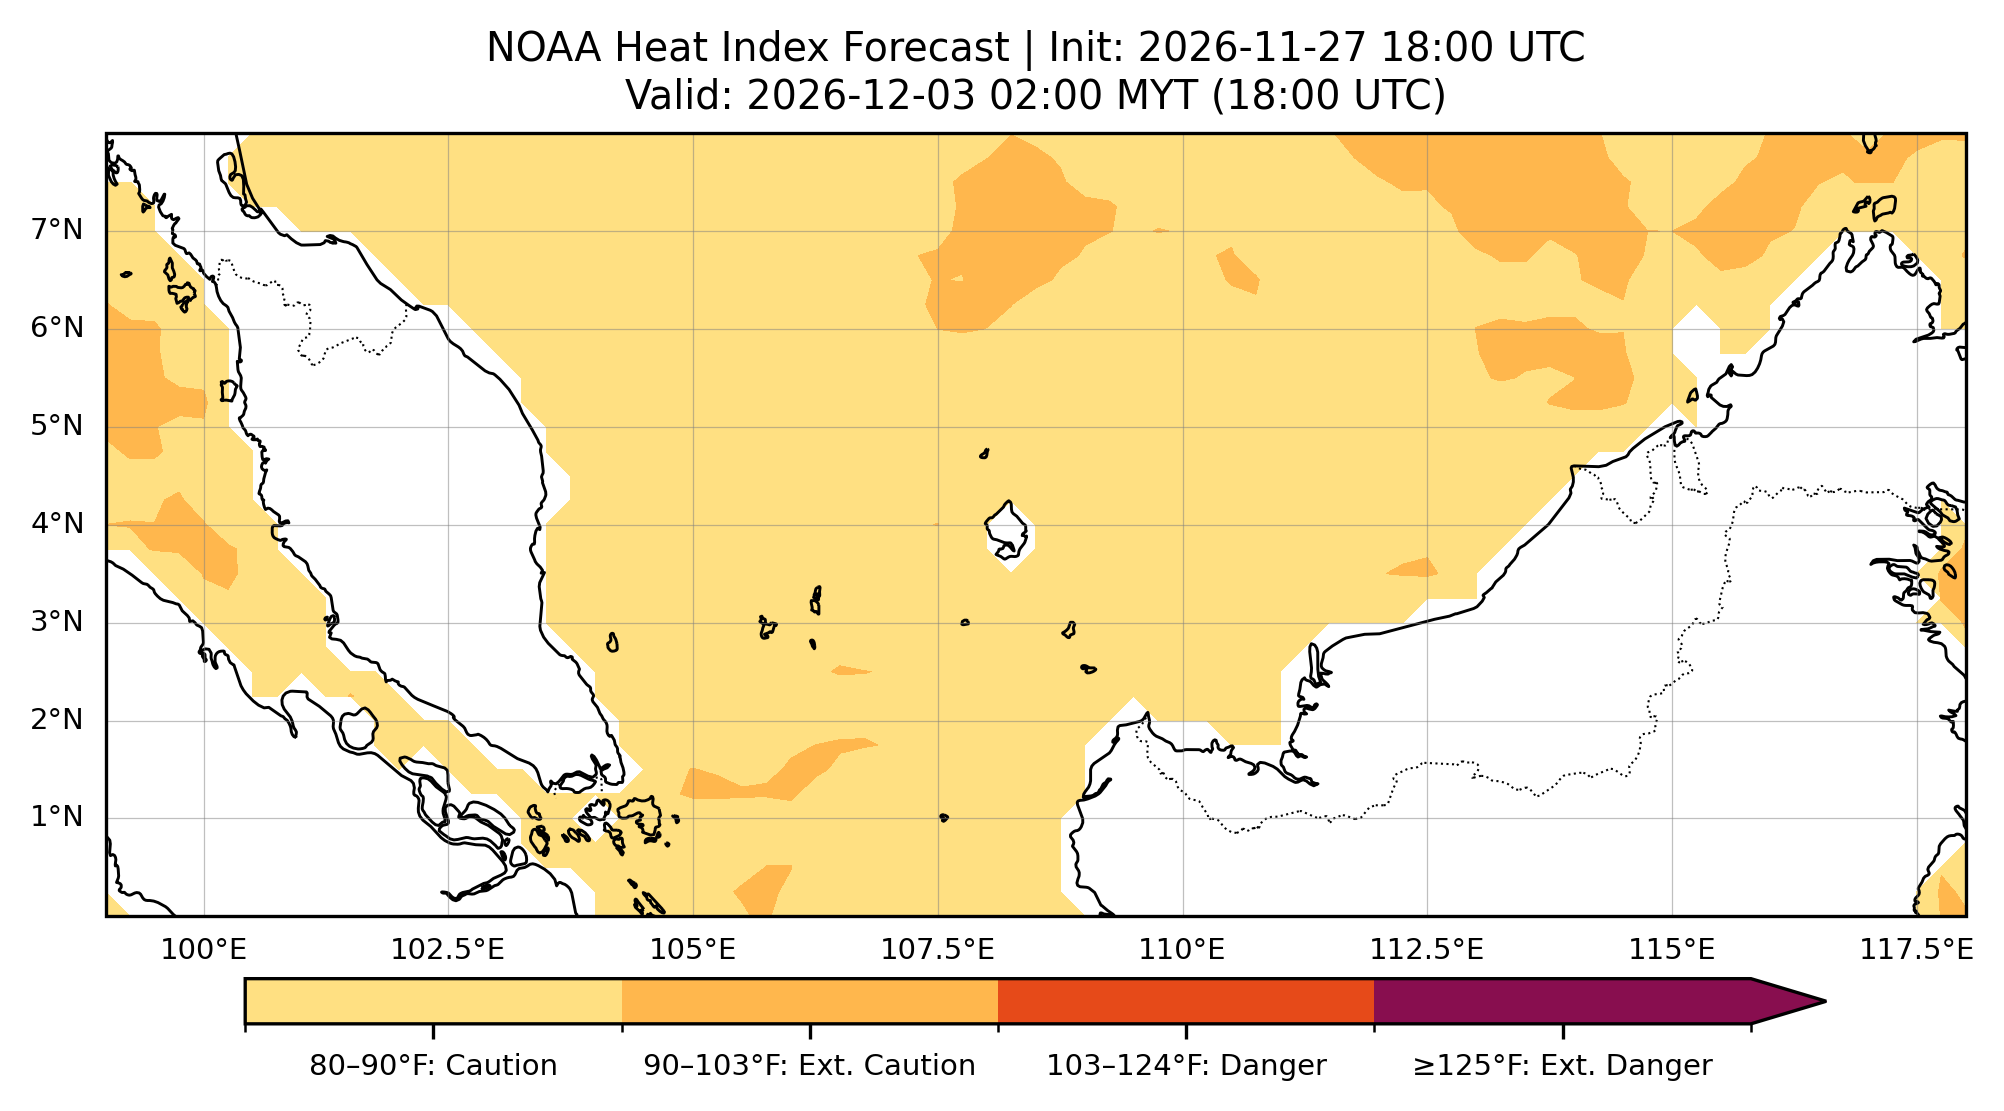 NOAA Heat Index Forecast | Init: 2026-11-27 18:00 UTC
Valid: 2026-12-03 02:00 MYT (18:00 UTC)
7°N
6°N
5°N
4°N
3°N
2°N
1°N
100°E 102.5°E 105°E 107.5°E 110°E 112.5°E 115°E 117.5°E
80–90°F: Caution 90–103°F: Ext. Caution 103–124°F: Danger ≥125°F: Ext. Danger